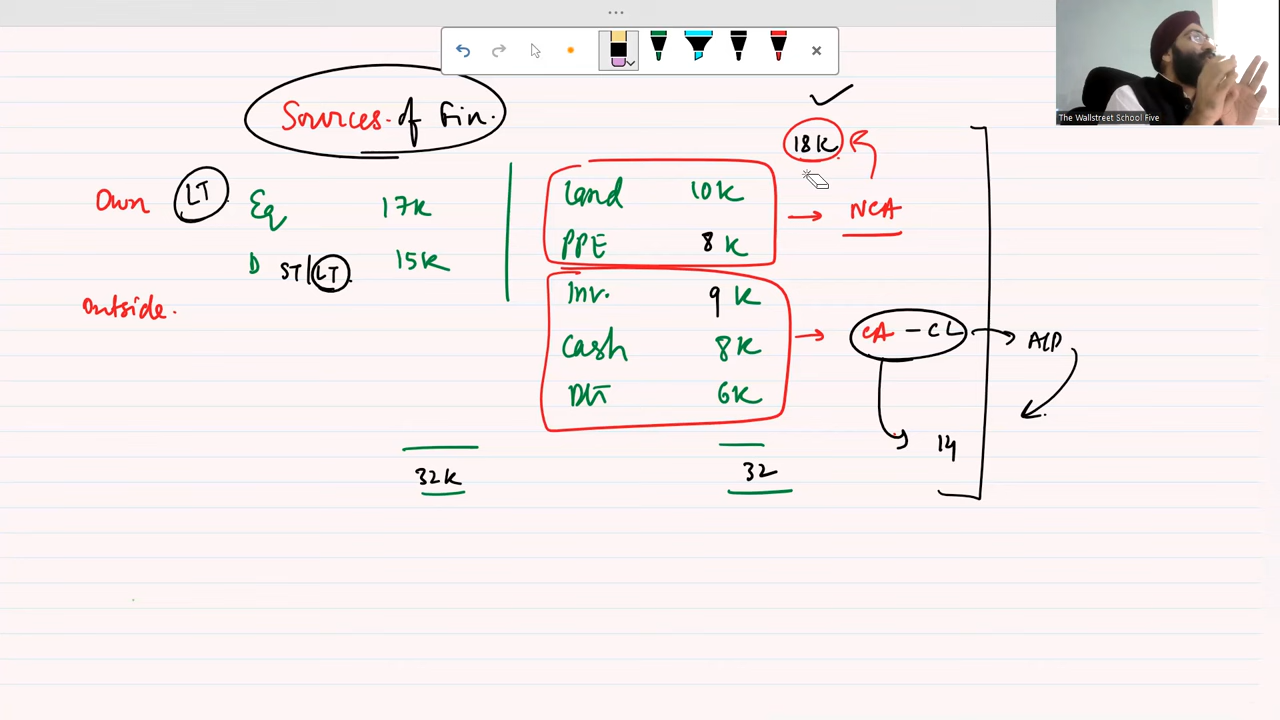 Sources of Fin.
Own LT Eq 17K
D ST/LT 15K
Outside.
32K
Land 10K
PPE 8K
Inv. 9K
Cash 8K
6K
32
18K
NCA
CA - CL
14
The Wallstreet School Five